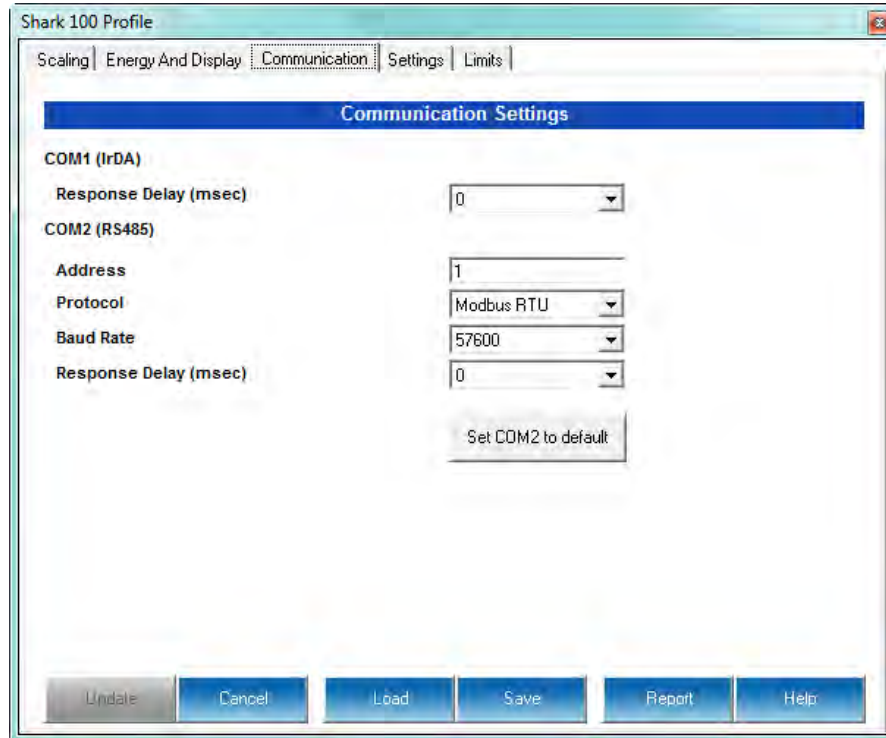 Shark 100 Profile
Scaling Energy And Display Communication Settings Limits
Communication Settings
COM1 (IrDA)
Response Delay (msec) 0
COM2 (RS485)
Address 1
Protocol Modbus RTU
Baud Rate 57600
Response Delay (msec) 0
Set COM2 to default
Update Cancel Load Save Report Help